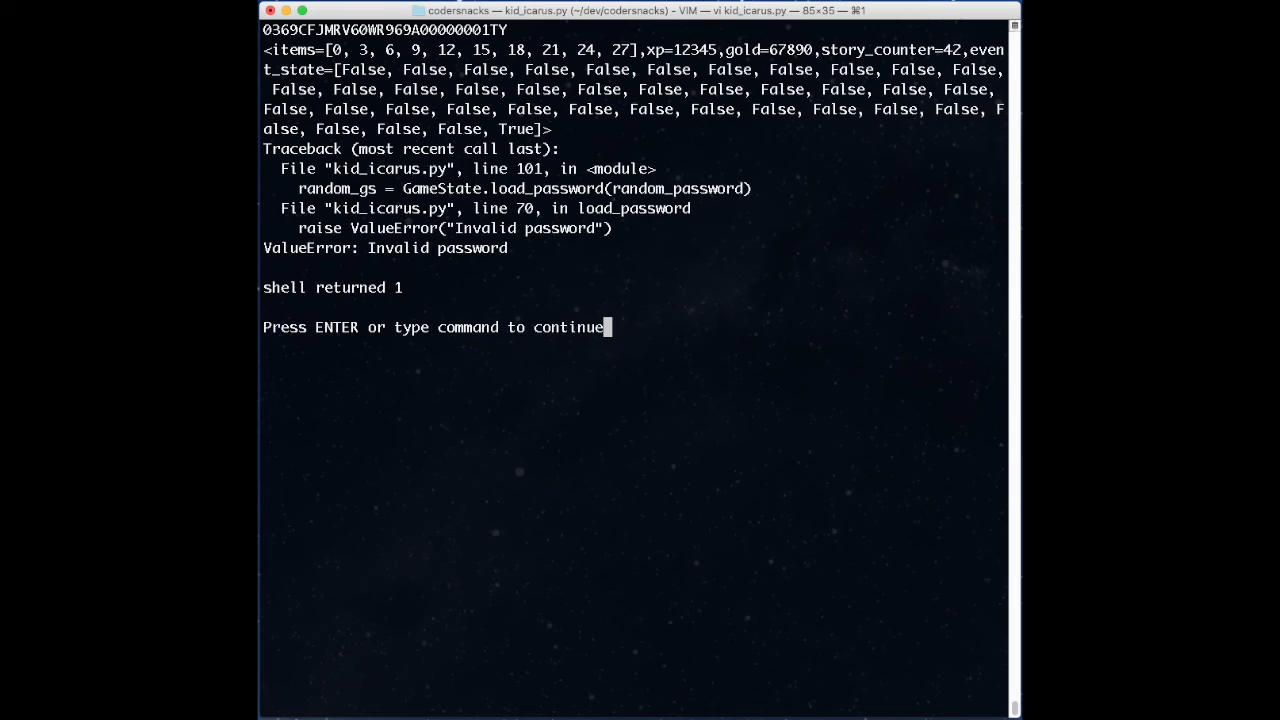 codersnacks — kid_icarus.py (~/dev/codersnacks) - VIM — vi kid_icarus.py — 85×35 — ⌘1
0369CFJMRV60WR969A00000001TY
<items=[0, 3, 6, 9, 12, 15, 18, 21, 24, 27],xp=12345,gold=67890,story_counter=42,even
t_state=[False, False, False, False, False, False, False, False, False, False, False,
 False, False, False, False, False, False, False, False, False, False, False, False,
False, False, False, False, False, False, False, False, False, False, False, False, F
alse, False, False, False, True]>
Traceback (most recent call last):
  File "kid_icarus.py", line 101, in <module>
    random_gs = GameState.load_password(random_password)
  File "kid_icarus.py", line 70, in load_password
    raise ValueError("Invalid password")
ValueError: Invalid password
shell returned 1
Press ENTER or type command to continue